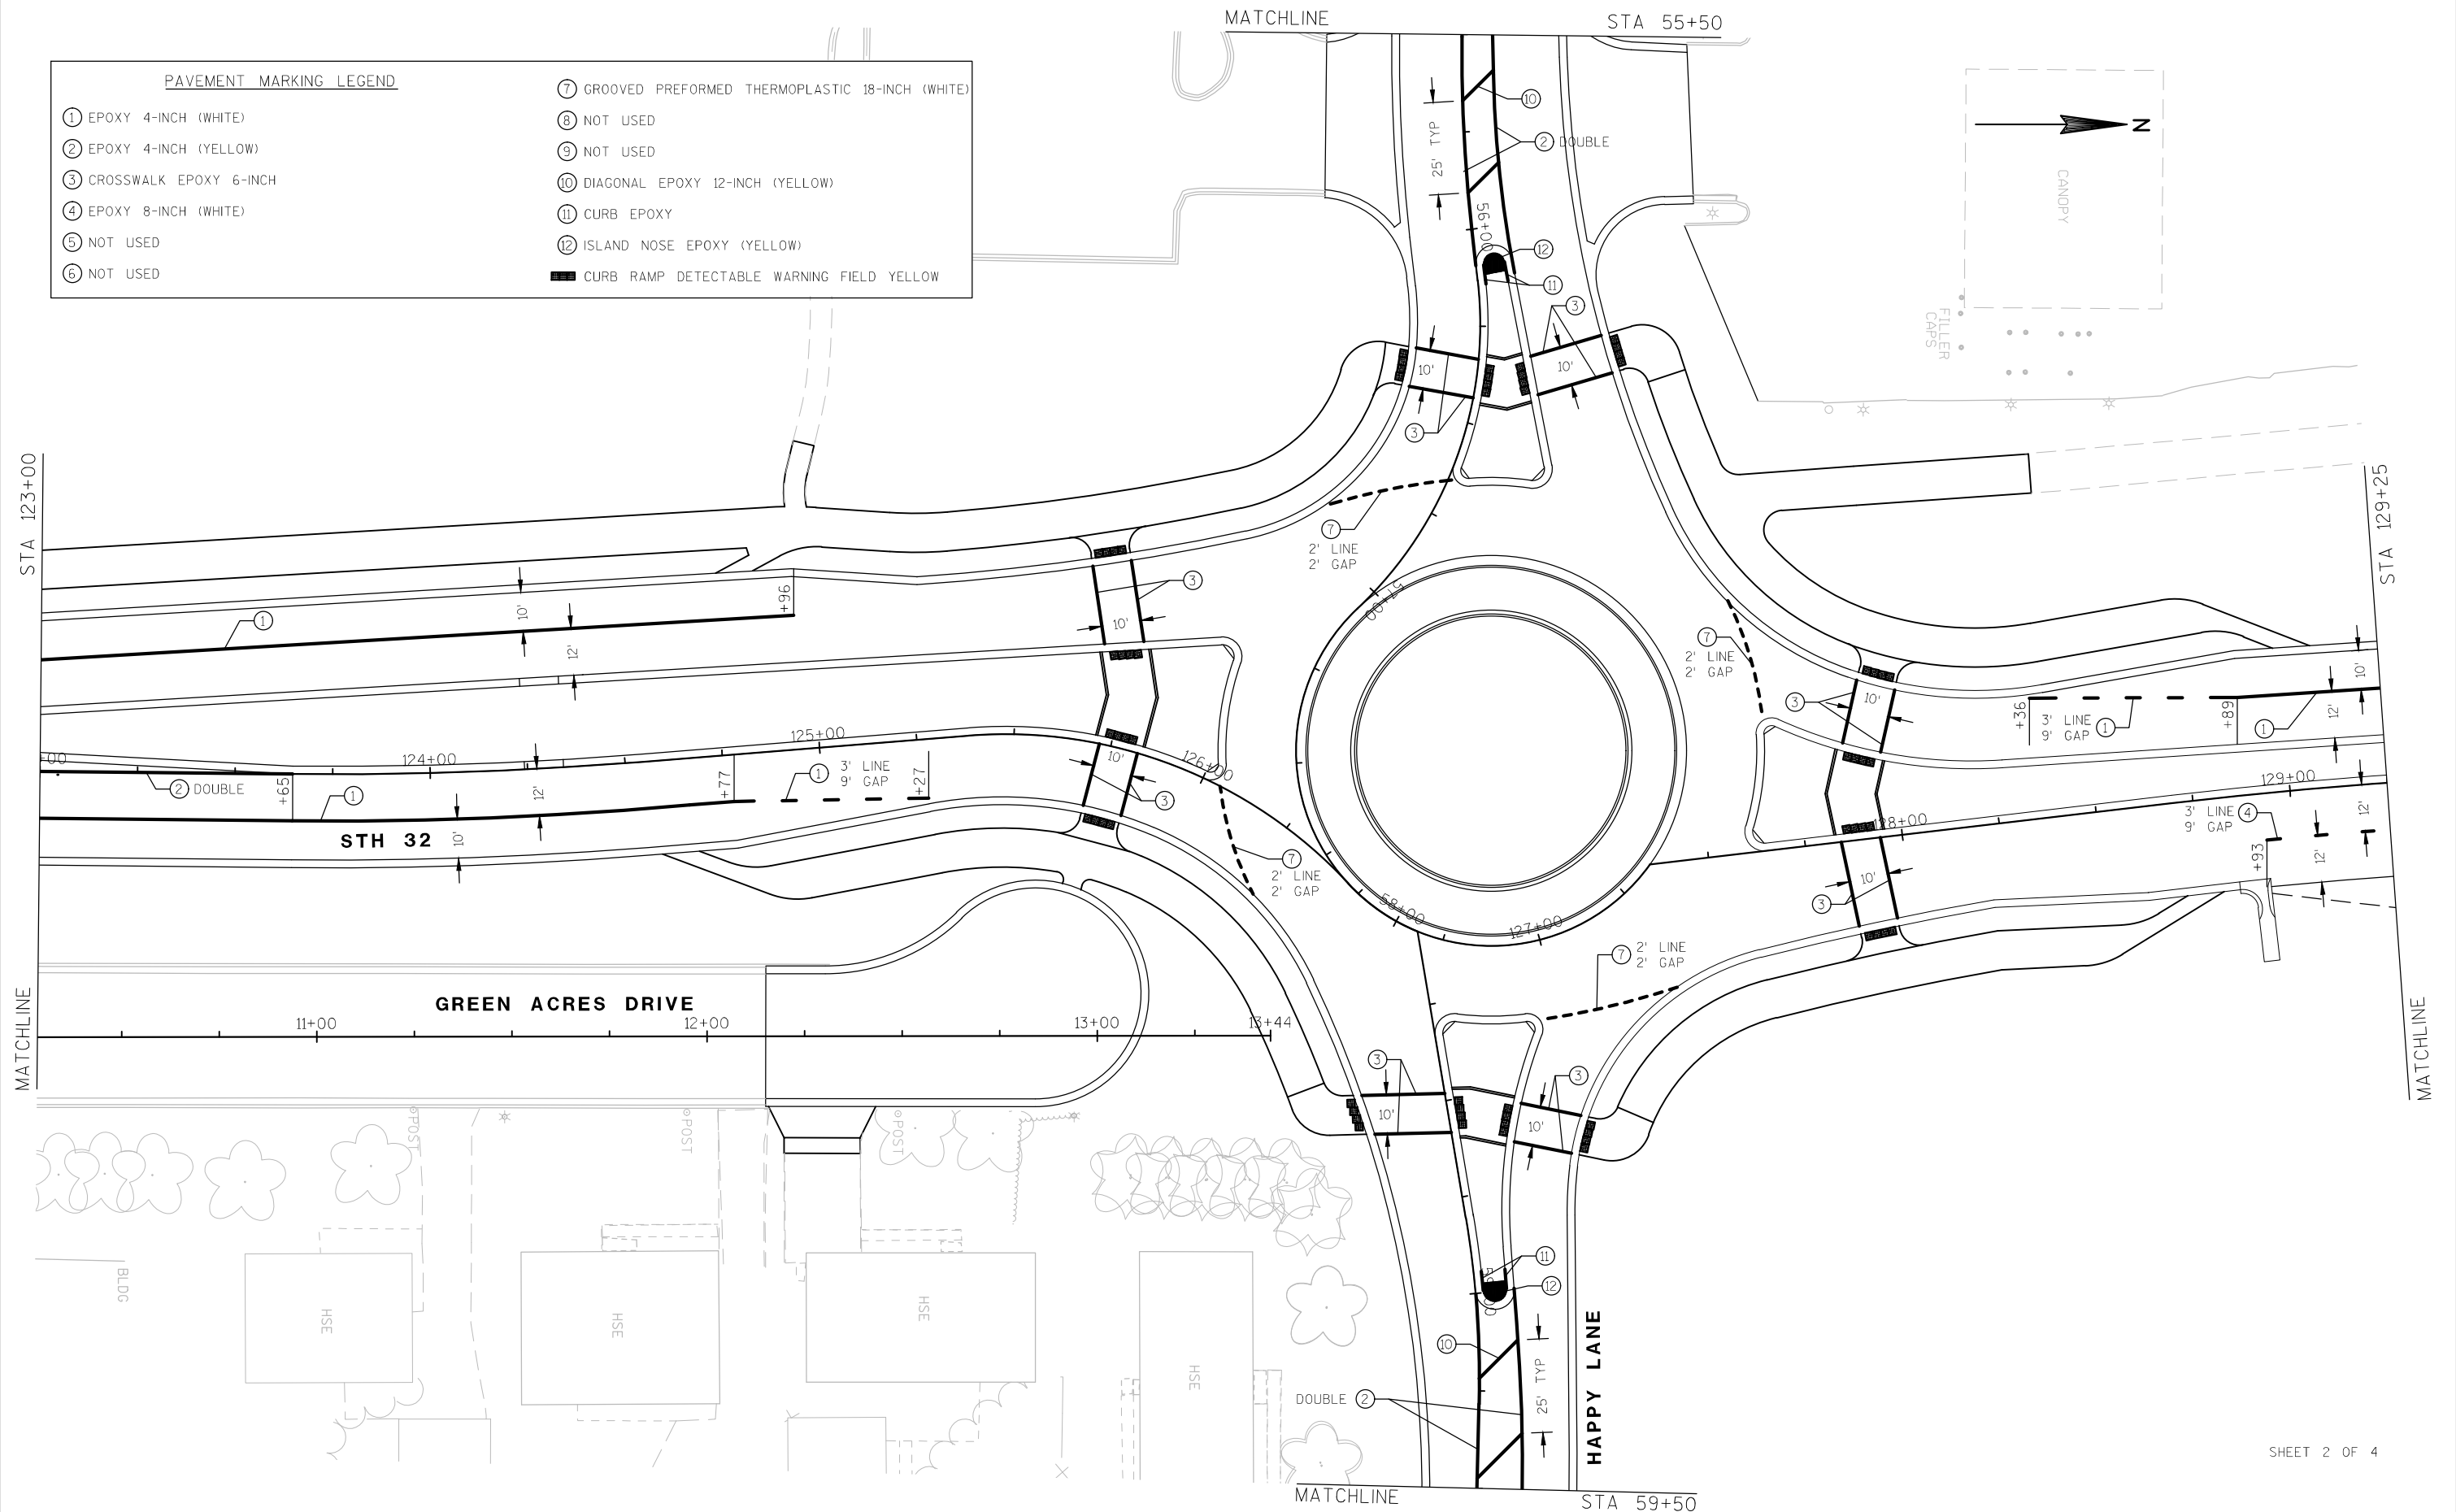 MATCHLINE
STA 55+50
PAVEMENT MARKING LEGEND
1 EPOXY 4-INCH (WHITE)
2 EPOXY 4-INCH (YELLOW)
3 CROSSWALK EPOXY 6-INCH
4 EPOXY 8-INCH (WHITE)
5 NOT USED
6 NOT USED
7 GROOVED PREFORMED THERMOPLASTIC 18-INCH (WHITE)
8 NOT USED
9 NOT USED
10 DIAGONAL EPOXY 12-INCH (YELLOW)
11 CURB EPOXY
12 ISLAND NOSE EPOXY (YELLOW)
CURB RAMP DETECTABLE WARNING FIELD YELLOW
10
2 DOUBLE
25' TYP
56+00
12
11
3
10'
10'
3
N
CANOPY
FILLER
CAPS
STA 123+00
STA 129+25
7
2' LINE
2' GAP
57+00
1
10'
12'
+96
3
10'
7
2' LINE
2' GAP
3
10'
+36
3' LINE
9' GAP
1
+89
1
12'
10'
+00
2 DOUBLE
+65
124+00
1
12'
10'
STH 32
+77
125+00
1
3' LINE
9' GAP
+27
10'
3
126+00
7
2' LINE
2' GAP
58+00
127+00
128+00
129+00
3' LINE
9' GAP
4
+93
12'
12'
10'
3
7
2' LINE
2' GAP
MATCHLINE
GREEN ACRES DRIVE
11+00
12+00
13+00
13+44
MATCHLINE
3
10'
3
10'
POST
POST
POST
BLDG
HSE
HSE
HSE
HSE
11
12
10
25' TYP
DOUBLE 2
HAPPY LANE
MATCHLINE
STA 59+50
SHEET 2 OF 4